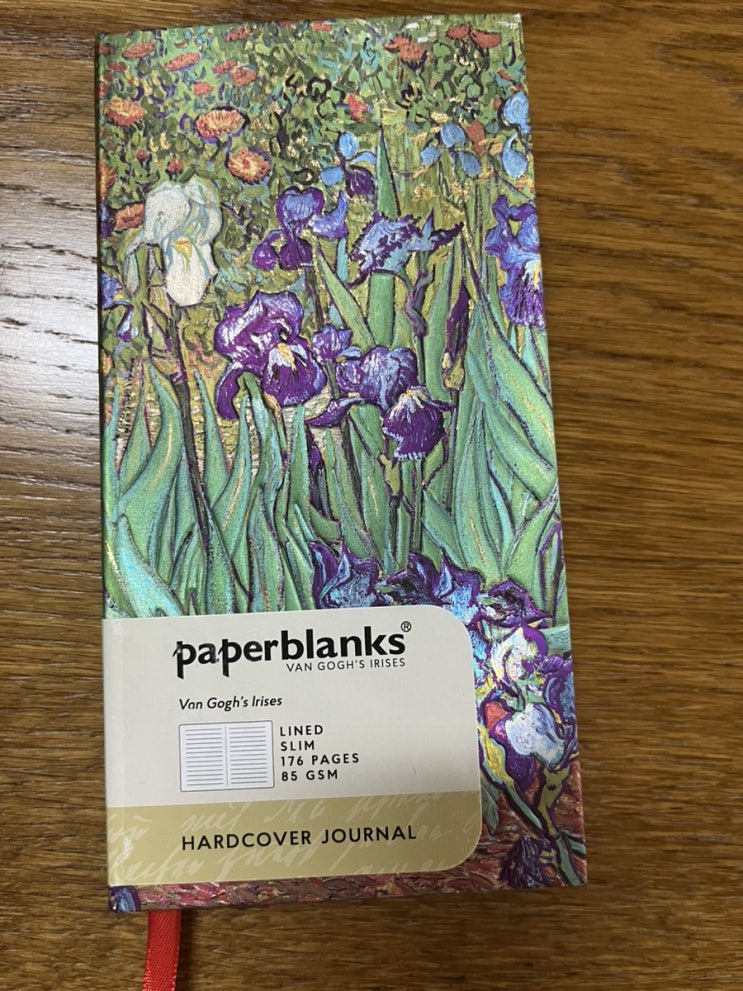 paperblanks®
VAN GOGH'S IRISES
Van Gogh's Irises
LINED
SLIM
176 PAGES
85 GSM
HARDCOVER JOURNAL